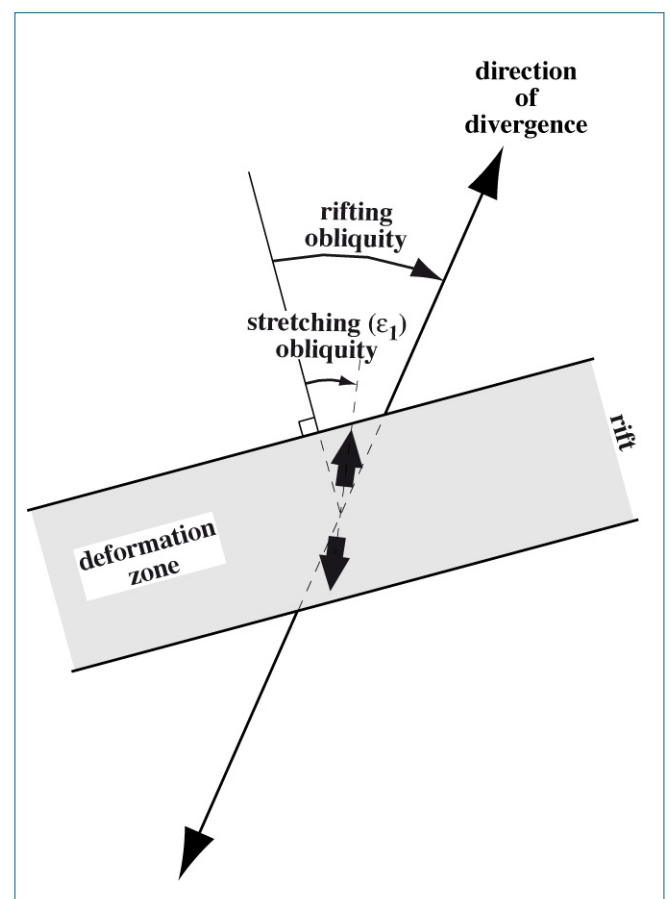 direction
of
divergence
rifting
obliquity
stretching (ε₁)
obliquity
rift
deformation
zone